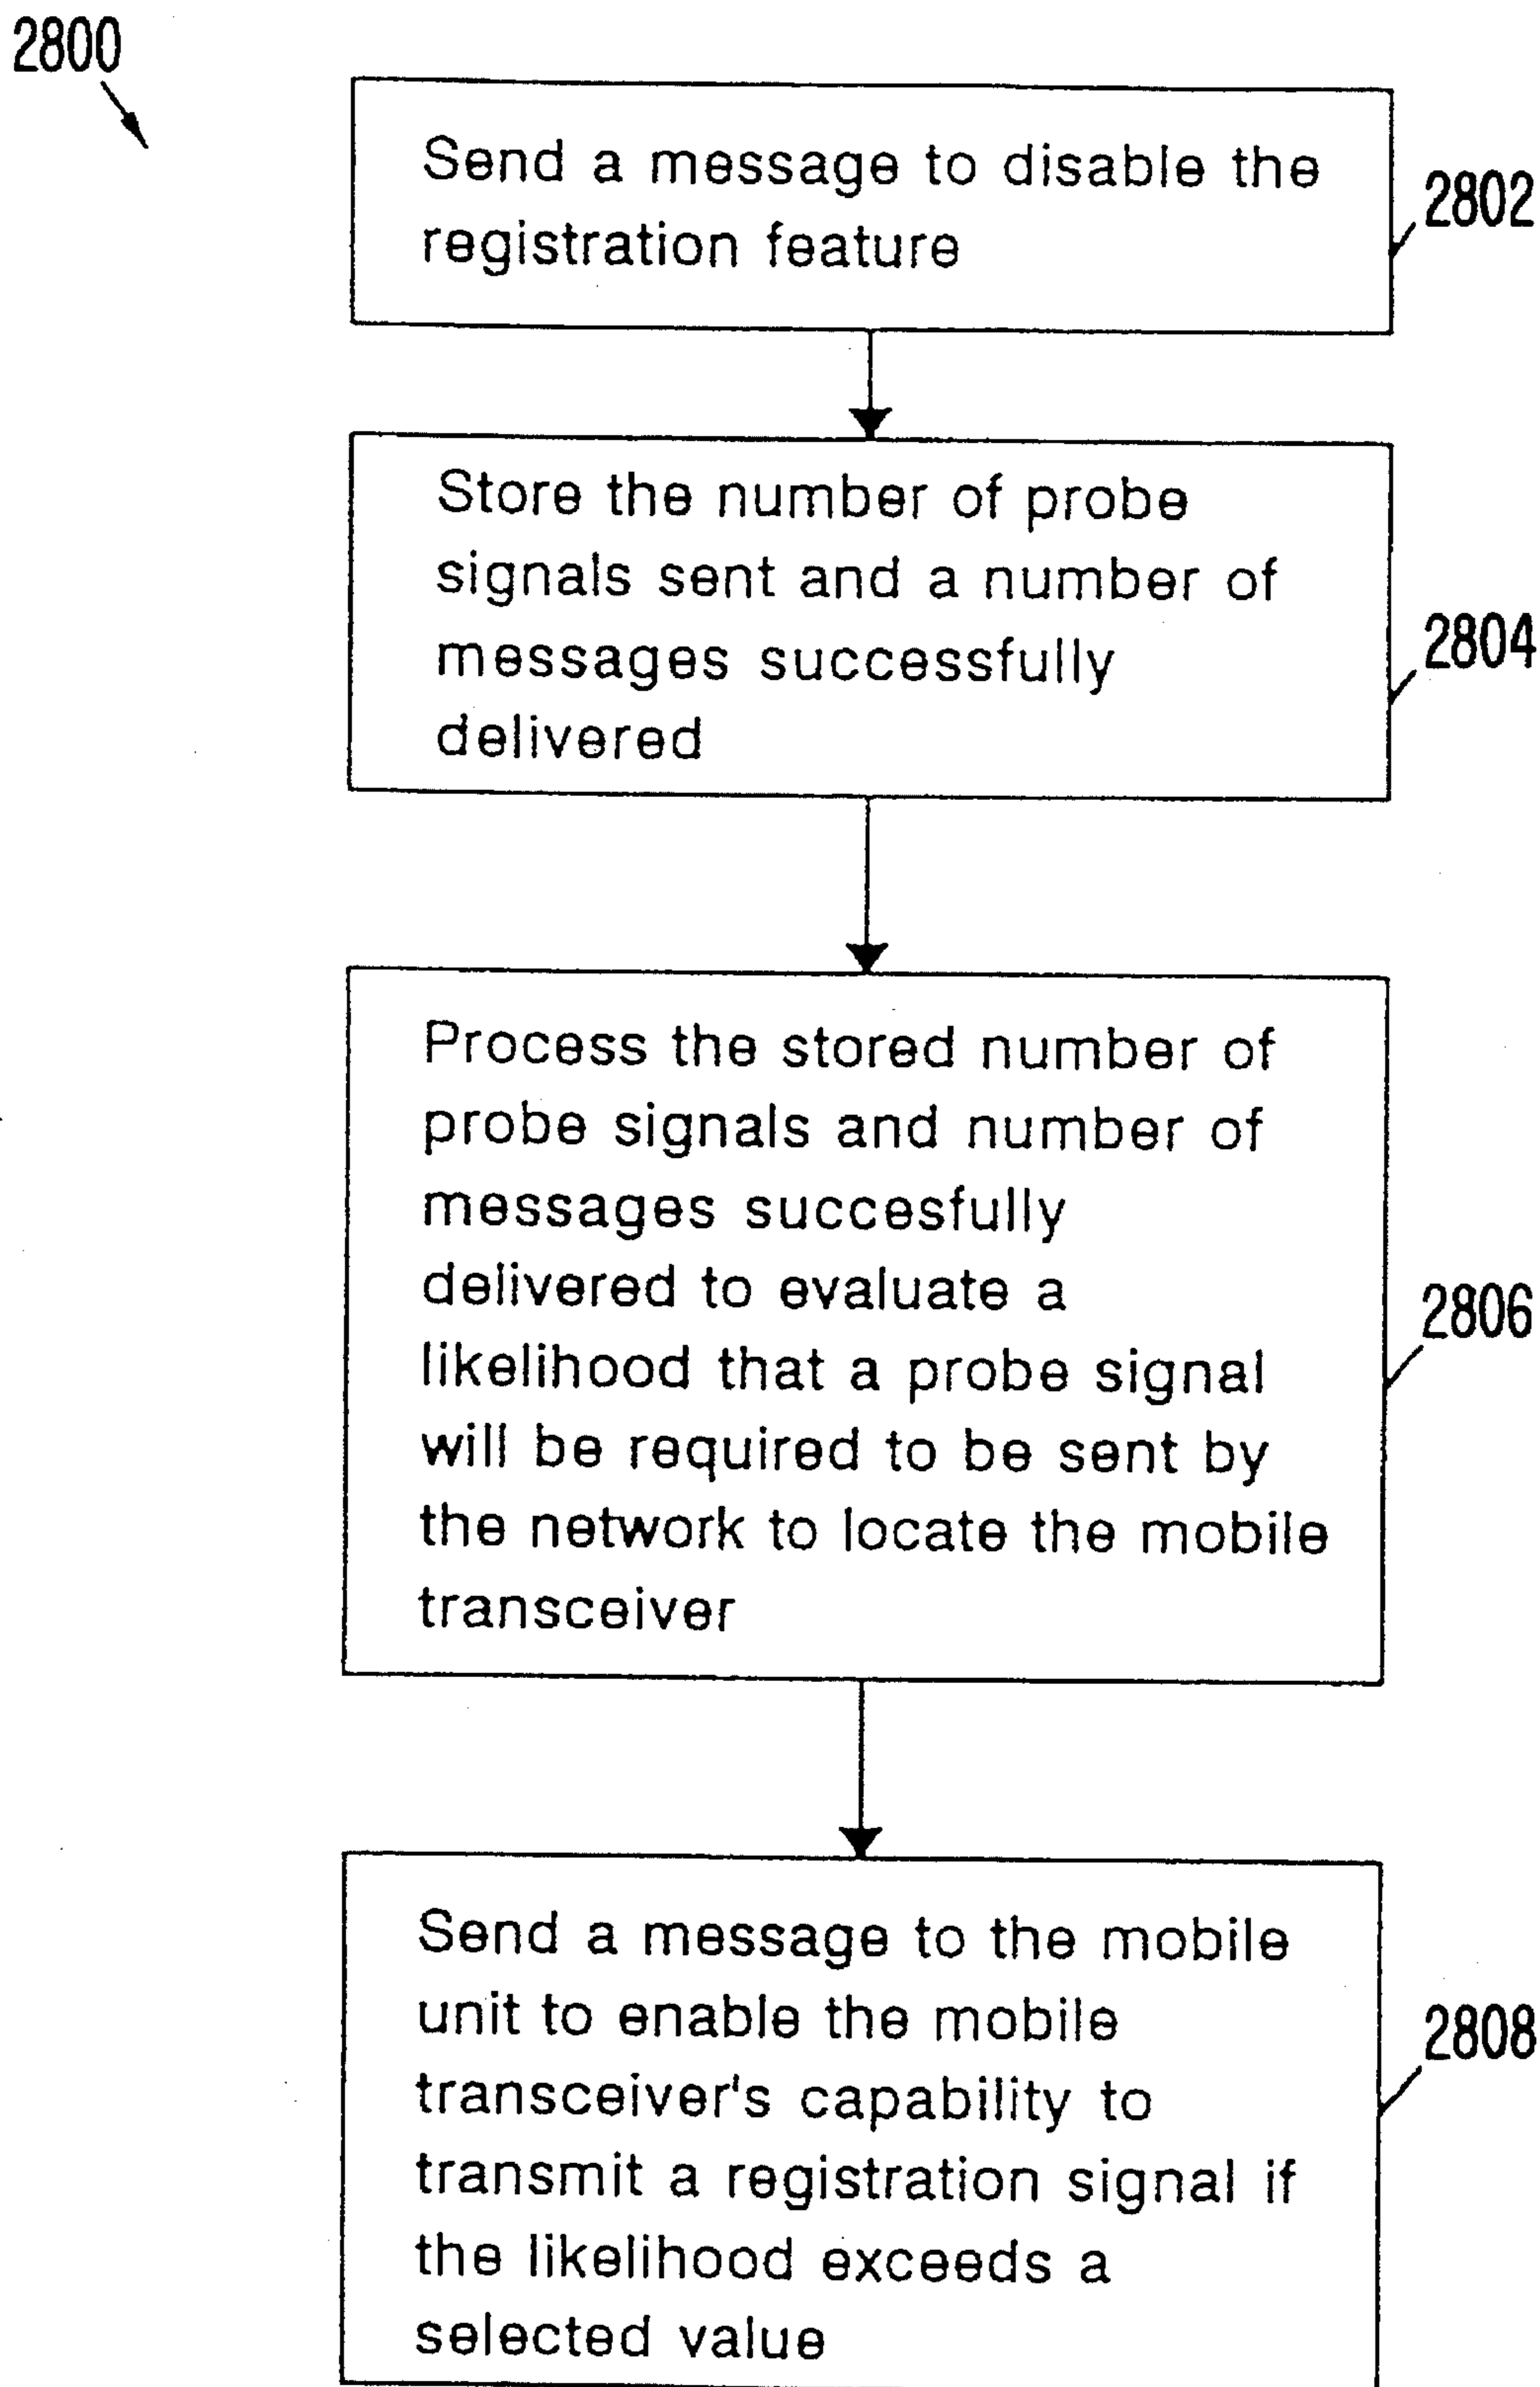 2800
Send a message to disable the
registration feature
2802
Store the number of probe
signals sent and a number of
messages successfully
delivered
2804
Process the stored number of
probe signals and number of
messages succesfully
delivered to evaluate a
likelihood that a probe signal
will be required to be sent by
the network to locate the mobile
transceiver
2806
Send a message to the mobile
unit to enable the mobile
transceiver's capability to
transmit a registration signal if
the likelihood exceeds a
selected value
2808